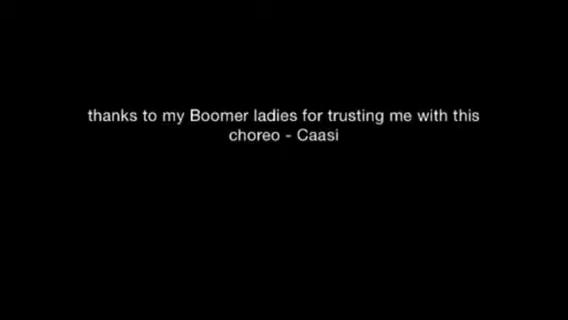 thanks to my Boomer ladies for trusting me with this
choreo - Caasi